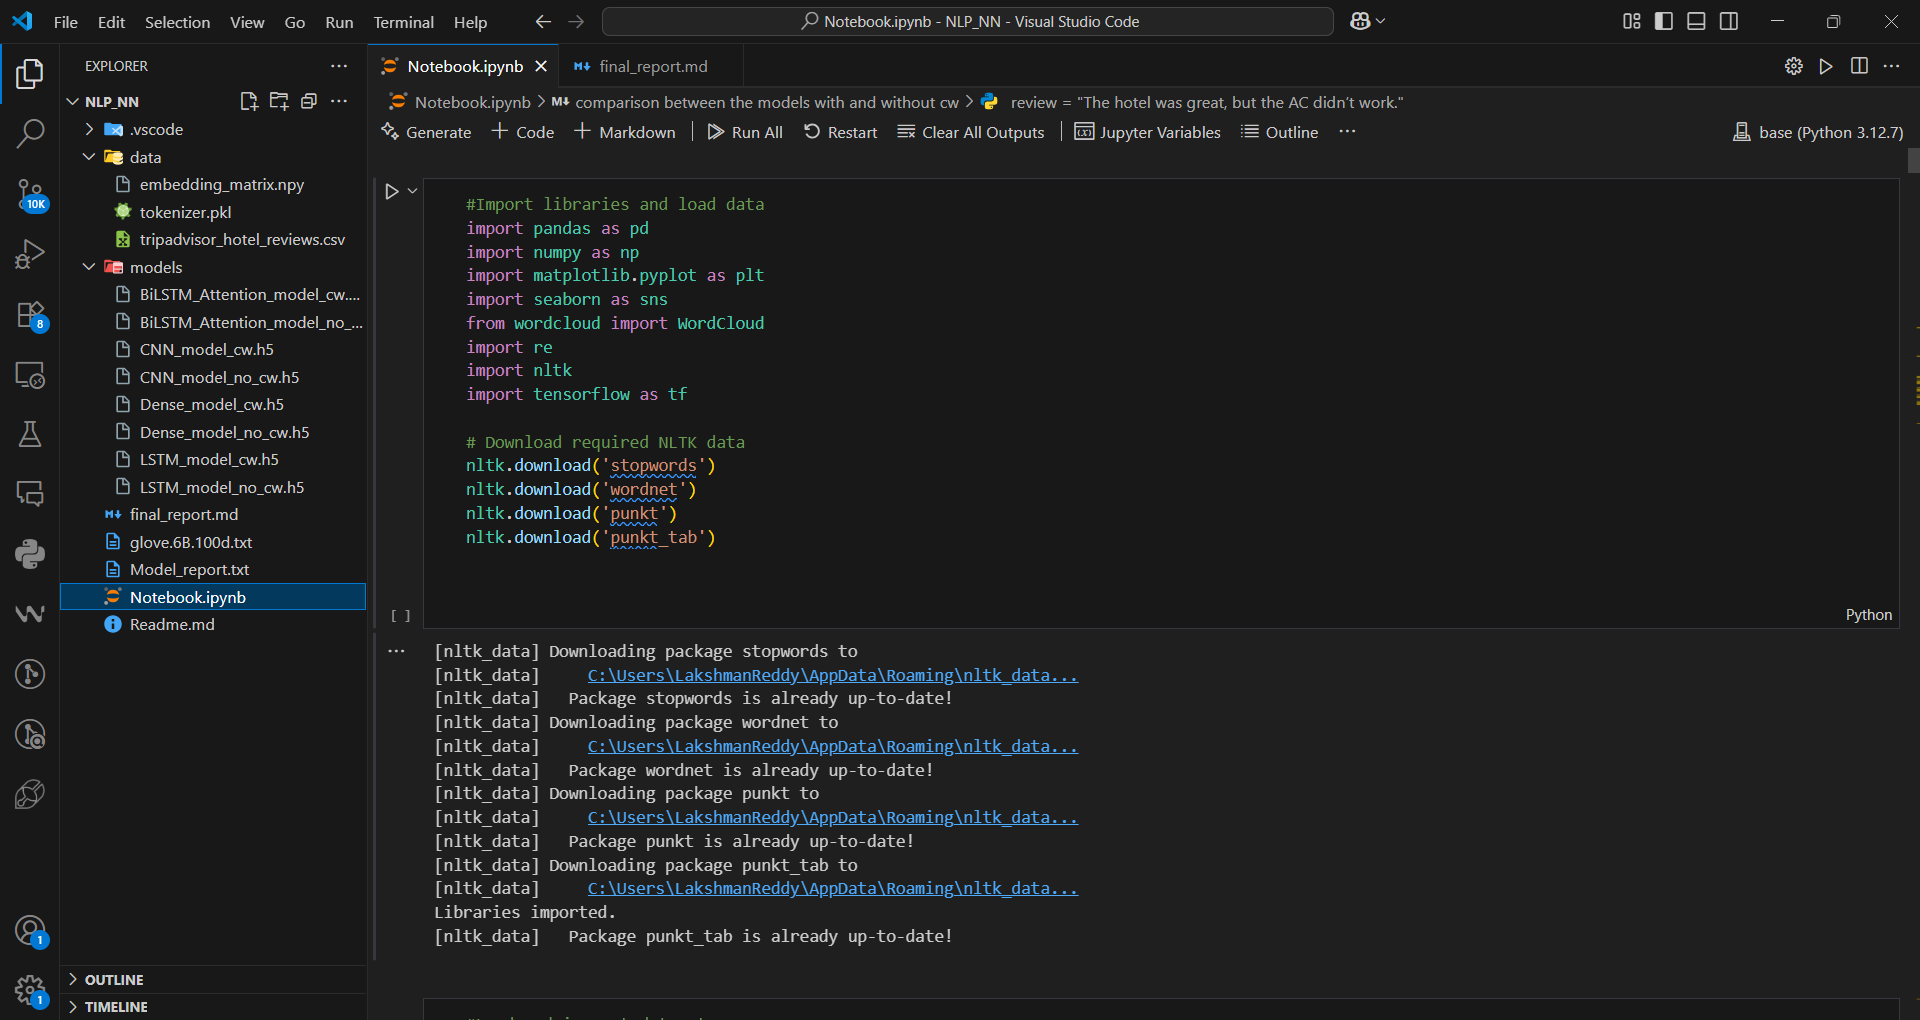 File Edit Selection View Go Run Terminal Help
Notebook.ipynb - NLP_NN - Visual Studio Code
EXPLORER
NLP_NN
.vscode
data
embedding_matrix.npy
tokenizer.pkl
tripadvisor_hotel_reviews.csv
models
BiLSTM_Attention_model_cw....
BiLSTM_Attention_model_no_...
CNN_model_cw.h5
CNN_model_no_cw.h5
Dense_model_cw.h5
Dense_model_no_cw.h5
LSTM_model_cw.h5
LSTM_model_no_cw.h5
final_report.md
glove.6B.100d.txt
Model_report.txt
Notebook.ipynb
Readme.md
OUTLINE
TIMELINE
10K
8
1
1
Notebook.ipynb final_report.md
Notebook.ipynb > M↓ comparison between the models with and without cw > review = "The hotel was great, but the AC didn't work."
Generate + Code + Markdown Run All Restart Clear All Outputs Jupyter Variables Outline ...
base (Python 3.12.7)
#Import libraries and load data
import pandas as pd
import numpy as np
import matplotlib.pyplot as plt
import seaborn as sns
from wordcloud import WordCloud
import re
import nltk
import tensorflow as tf
# Download required NLTK data
nltk.download('stopwords')
nltk.download('wordnet')
nltk.download('punkt')
nltk.download('punkt_tab')
[ ]
Python
[nltk_data] Downloading package stopwords to
[nltk_data]     C:\Users\LakshmanReddy\AppData\Roaming\nltk_data...
[nltk_data]   Package stopwords is already up-to-date!
[nltk_data] Downloading package wordnet to
[nltk_data]     C:\Users\LakshmanReddy\AppData\Roaming\nltk_data...
[nltk_data]   Package wordnet is already up-to-date!
[nltk_data] Downloading package punkt to
[nltk_data]     C:\Users\LakshmanReddy\AppData\Roaming\nltk_data...
[nltk_data]   Package punkt is already up-to-date!
[nltk_data] Downloading package punkt_tab to
[nltk_data]     C:\Users\LakshmanReddy\AppData\Roaming\nltk_data...
Libraries imported.
[nltk_data]   Package punkt_tab is already up-to-date!